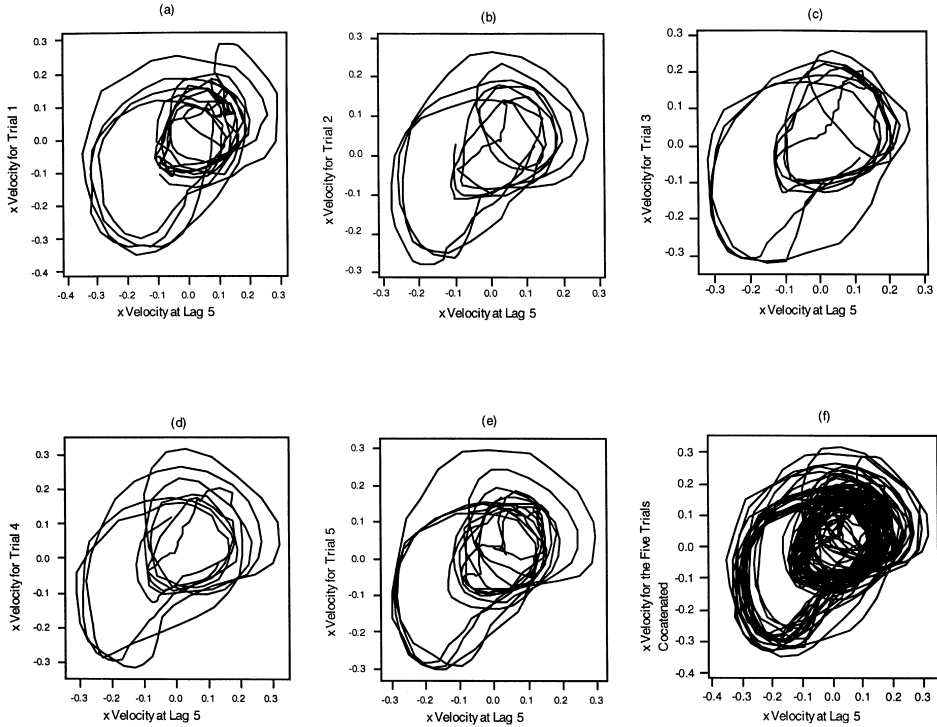 (a)
x Velocity for Trial 1
0.3
0.2
0.1
0.0
-0.1
-0.2
-0.3
-0.4
-0.4 -0.3 -0.2 -0.1 0.0 0.1 0.2 0.3
x Velocity at Lag 5
(b)
x Velocity for Trial 2
0.3
0.2
0.1
0.0
-0.1
-0.2
-0.3
-0.3 -0.2 -0.1 0.0 0.1 0.2 0.3
x Velocity at Lag 5
(c)
x Velocity for Trial 3
0.3
0.2
0.1
0.0
-0.1
-0.2
-0.3
-0.3 -0.2 -0.1 0.0 0.1 0.2 0.3
x Velocity at Lag 5
(d)
x Velocity for Trial 4
0.3
0.2
0.1
0.0
-0.1
-0.2
-0.3
-0.3 -0.2 -0.1 0.0 0.1 0.2 0.3
x Velocity at Lag 5
(e)
x Velocity for Trial 5
0.3
0.2
0.1
0.0
-0.1
-0.2
-0.3
-0.3 -0.2 -0.1 0.0 0.1 0.2 0.3
x Velocity at Lag 5
(f)
x Velocity for the Five Trials
Cocatenated
0.3
0.2
0.1
0.0
-0.1
-0.2
-0.3
-0.4
-0.4 -0.3 -0.2 -0.1 0.0 0.1 0.2 0.3
x Velocity at Lag 5